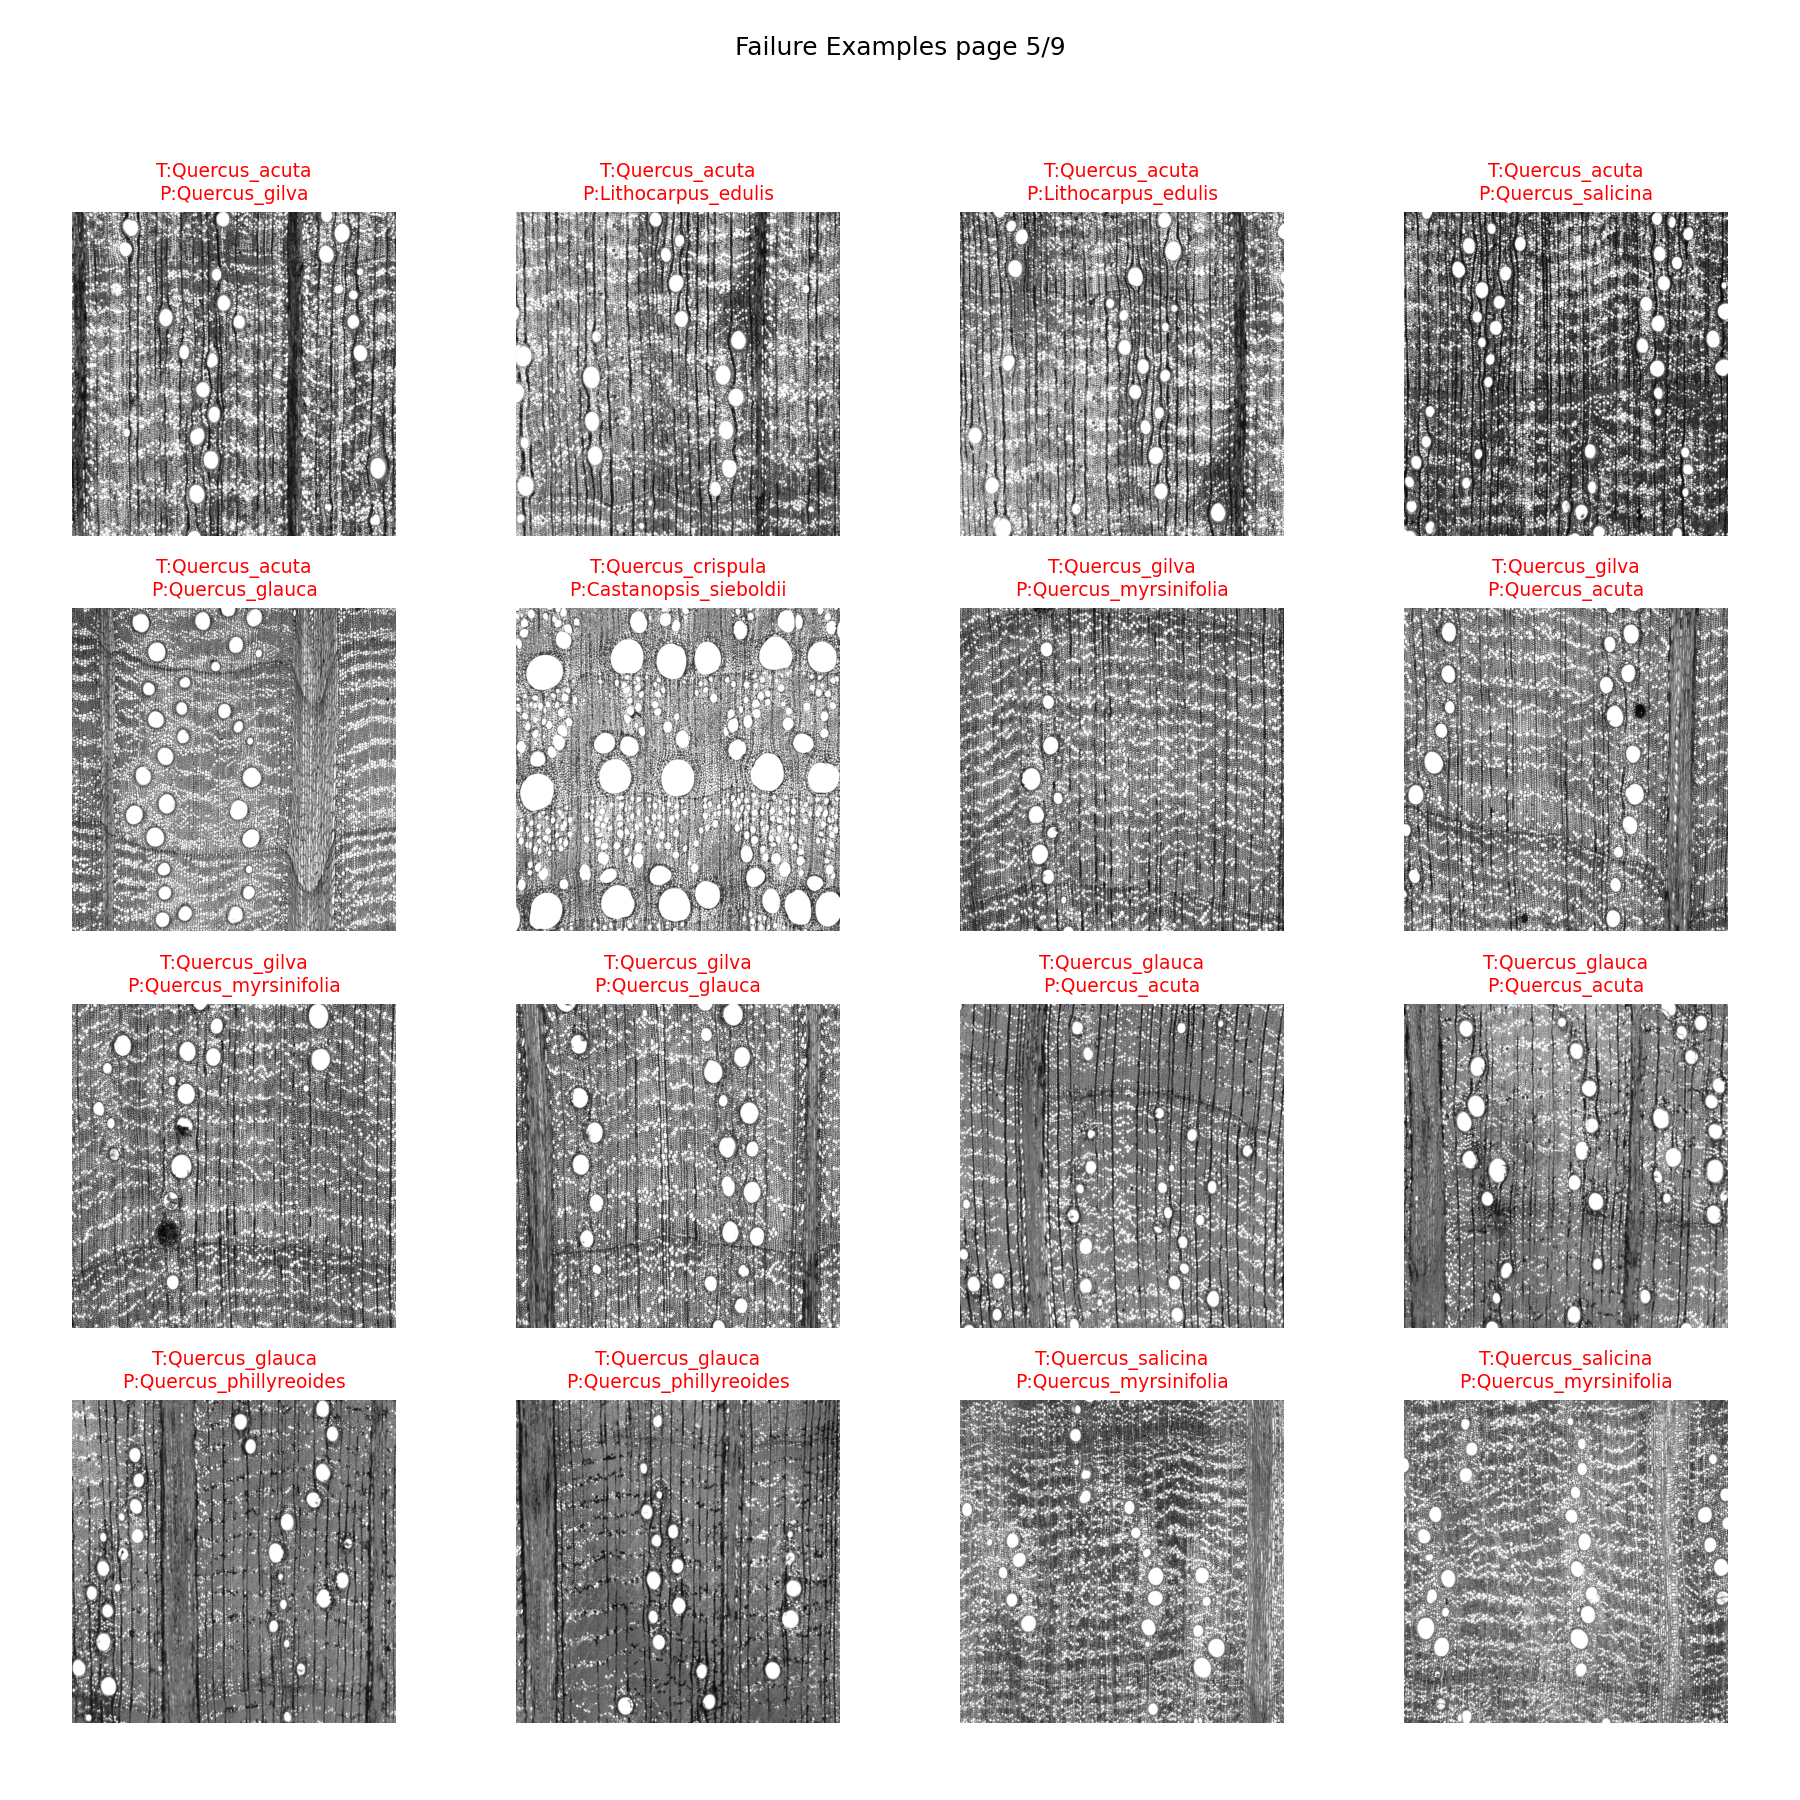 Failure Examples page 5/9
T:Quercus_acuta
P:Quercus_gilva
T:Quercus_acuta
P:Lithocarpus_edulis
T:Quercus_acuta
P:Lithocarpus_edulis
T:Quercus_acuta
P:Quercus_salicina
T:Quercus_acuta
P:Quercus_glauca
T:Quercus_crispula
P:Castanopsis_sieboldii
T:Quercus_gilva
P:Quercus_myrsinifolia
T:Quercus_gilva
P:Quercus_acuta
T:Quercus_gilva
P:Quercus_myrsinifolia
T:Quercus_gilva
P:Quercus_glauca
T:Quercus_glauca
P:Quercus_acuta
T:Quercus_glauca
P:Quercus_acuta
T:Quercus_glauca
P:Quercus_phillyreoides
T:Quercus_glauca
P:Quercus_phillyreoides
T:Quercus_salicina
P:Quercus_myrsinifolia
T:Quercus_salicina
P:Quercus_myrsinifolia